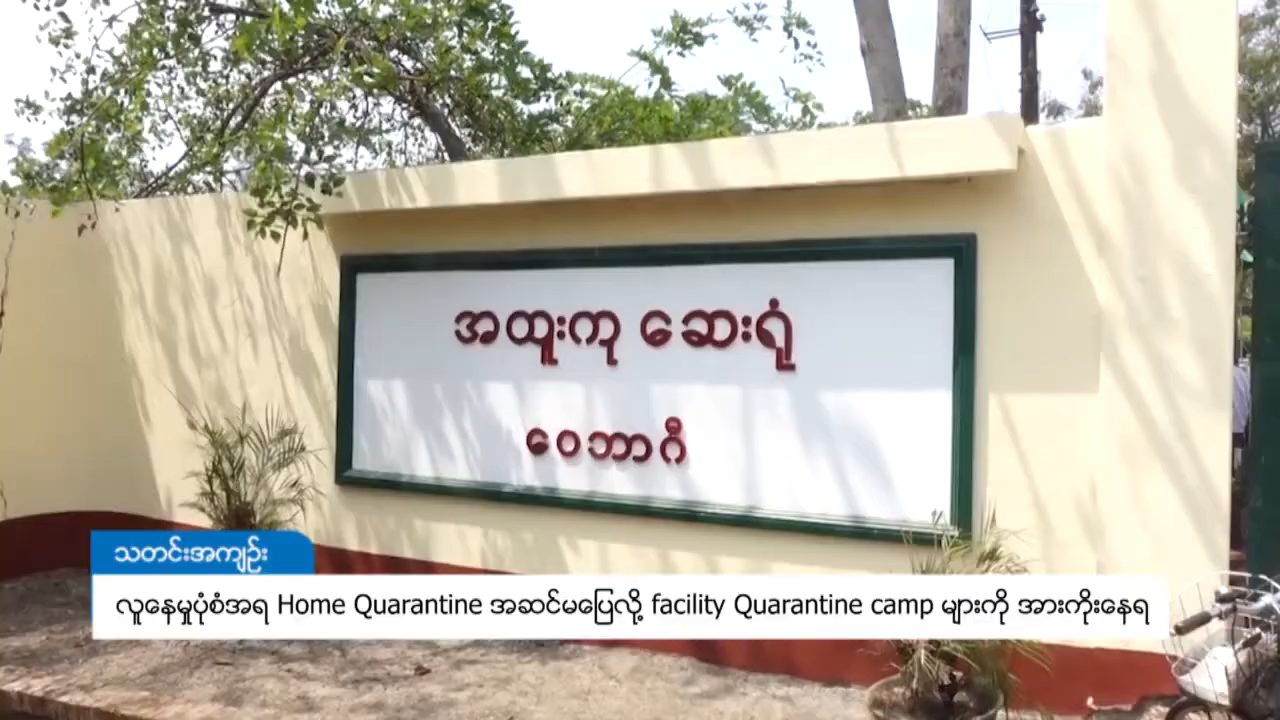 အထူးကု ဆေးရုံ
ဝေဘာဂီ
သတင်းအကျဉ်း
လူနေမှုပုံစံအရ Home Quarantine အဆင်မပြေလို့ facility Quarantine camp များကို အားကိုးနေရ